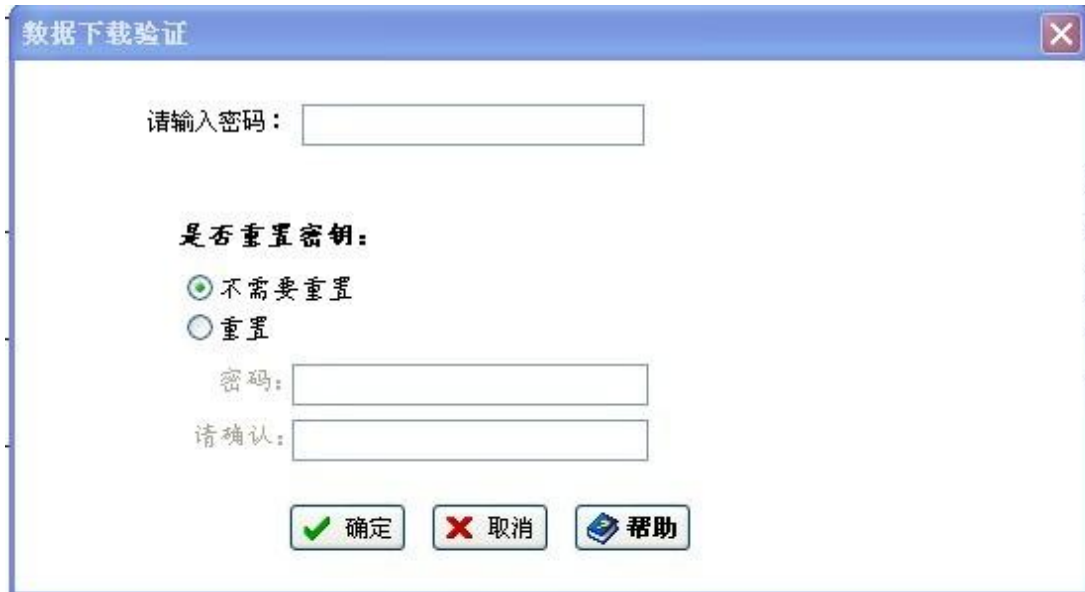 数据下载验证
请输入密码：
是否重置密钥：
不需要重置
重置
密码：
请确认：
确定 取消 帮助